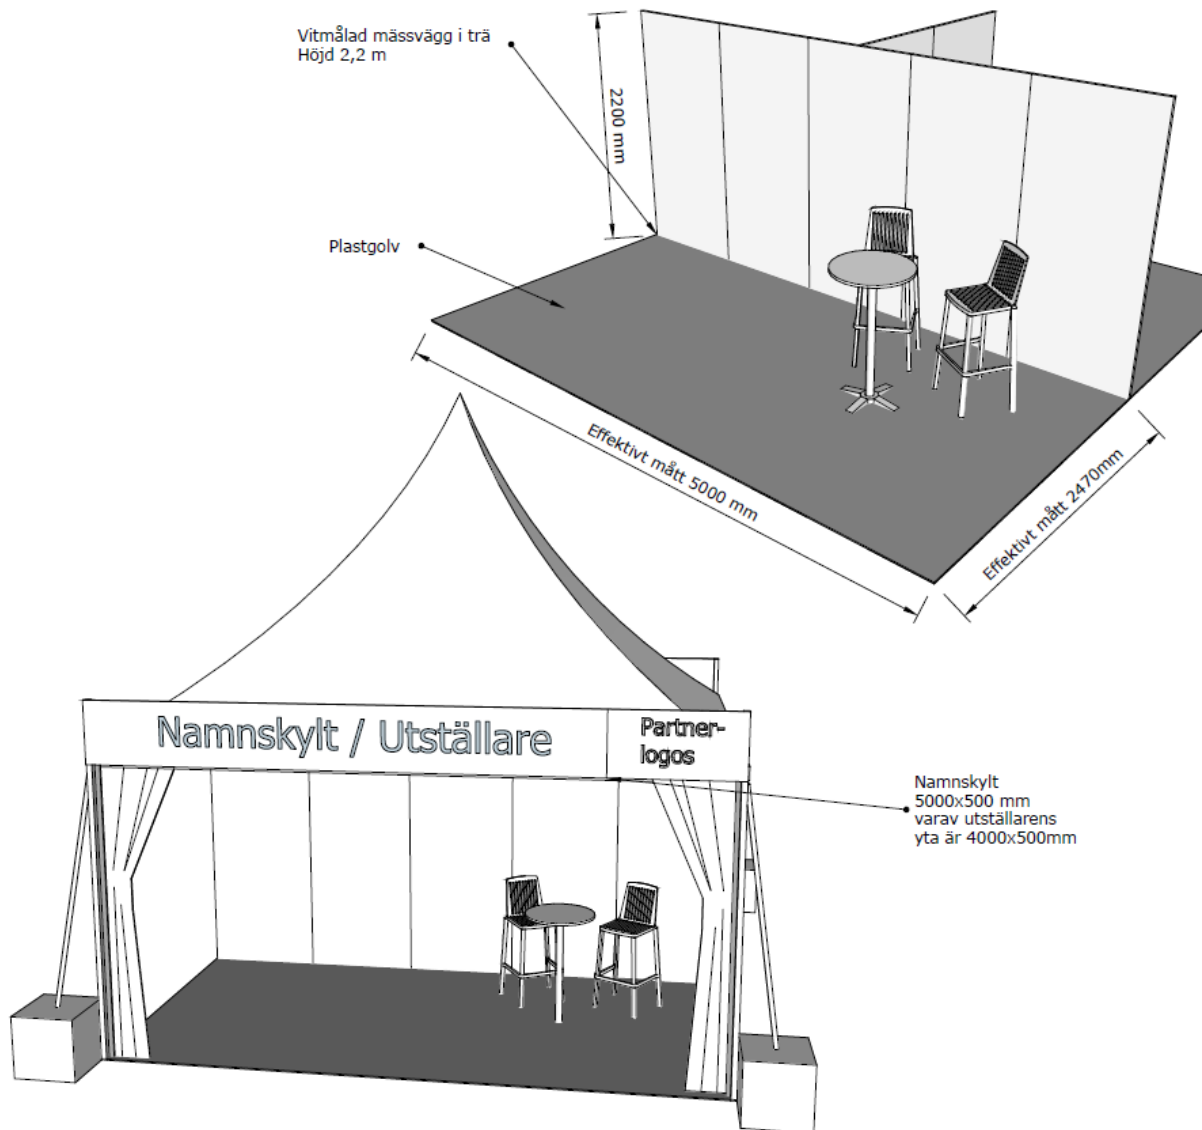 Vitmålad mässvägg i trä
Höjd 2,2 m
2200 mm
Plastgolv
Effektivt mått 5000 mm
Effektivt mått 2470mm
Namnskylt / Utställare
Partner-
logos
Namnskylt
5000x500 mm
varav utställarens
yta är 4000x500mm